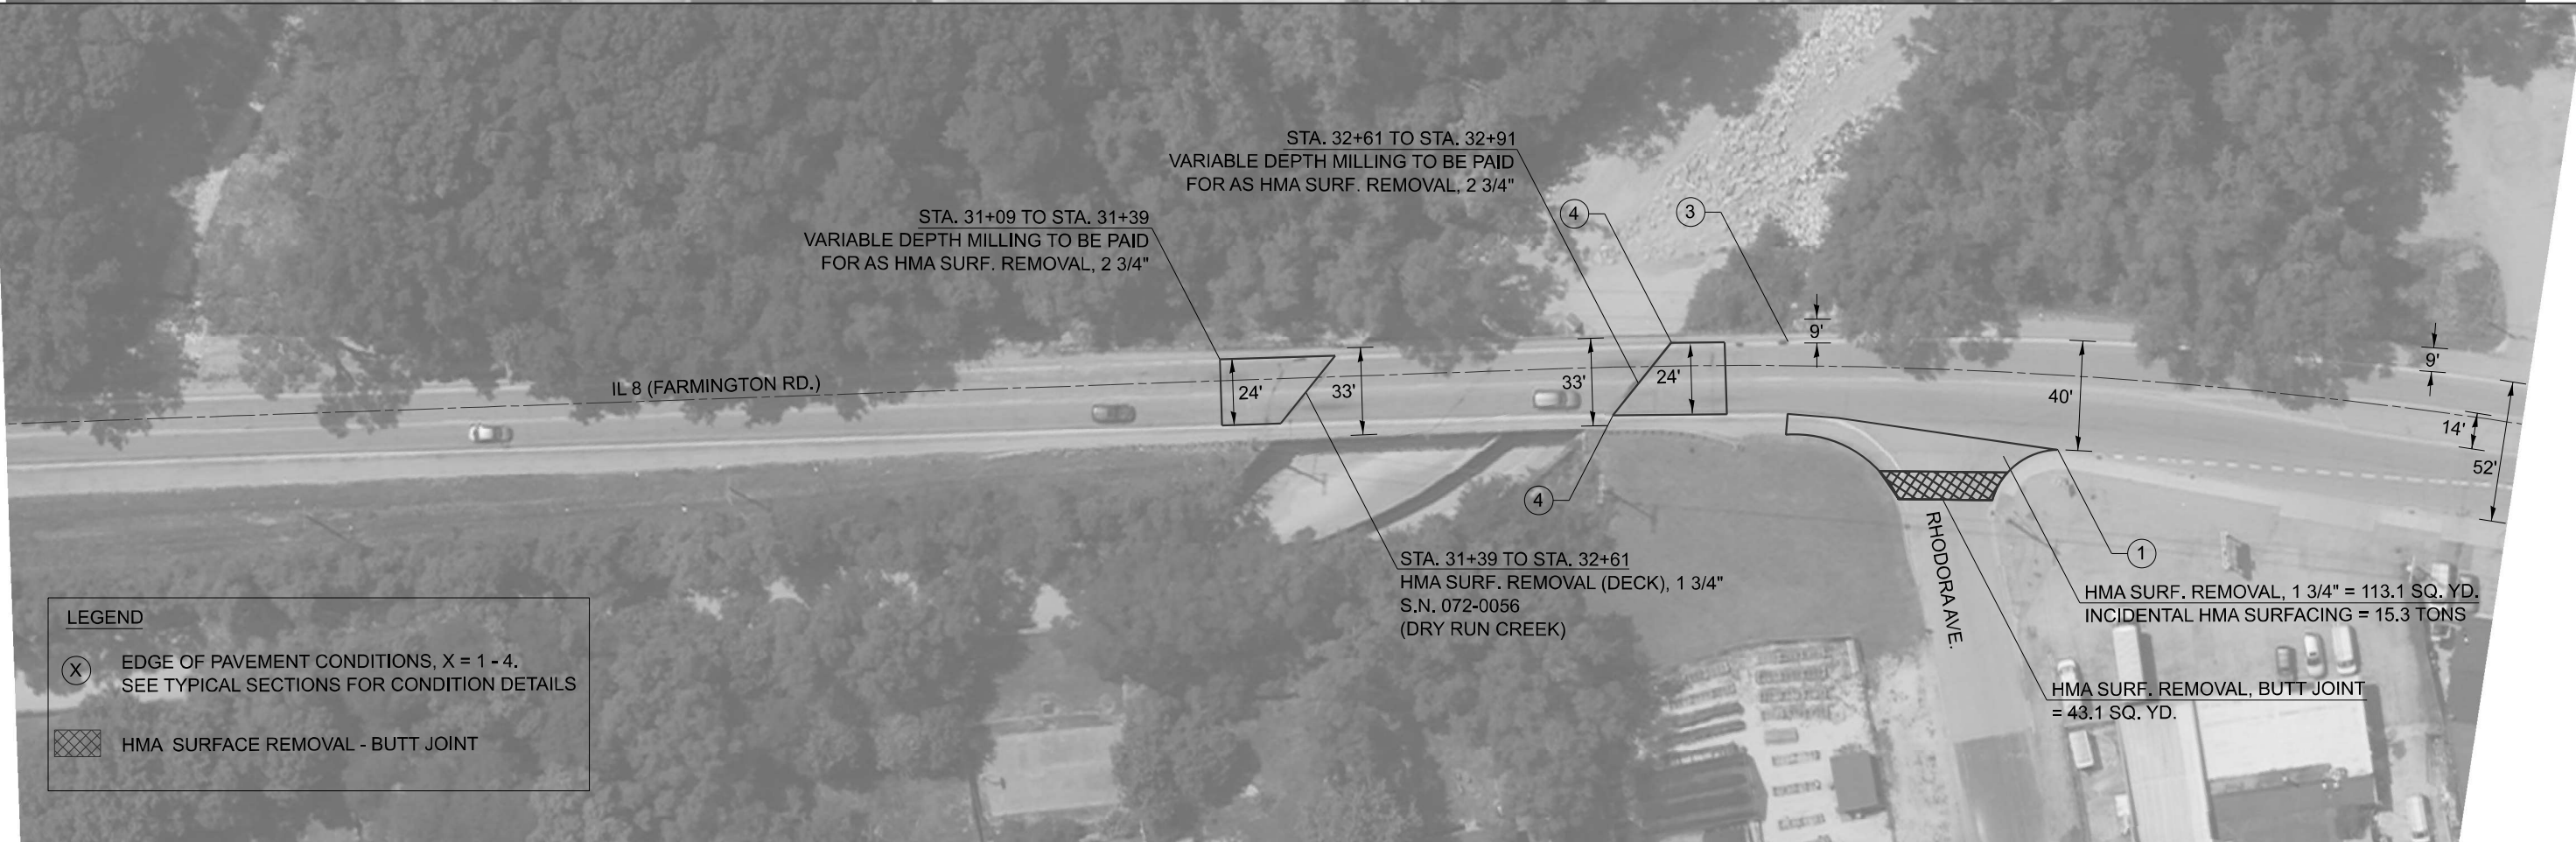 STA. 32+61 TO STA. 32+91
VARIABLE DEPTH MILLING TO BE PAID
FOR AS HMA SURF. REMOVAL, 2 3/4"
STA. 31+09 TO STA. 31+39
VARIABLE DEPTH MILLING TO BE PAID
FOR AS HMA SURF. REMOVAL, 2 3/4"
4
3
9'
9'
IL 8 (FARMINGTON RD.)
24'
33'
33'
24'
40'
14'
52'
4
1
RHODORA AVE.
STA. 31+39 TO STA. 32+61
HMA SURF. REMOVAL (DECK), 1 3/4"
S.N. 072-0056
(DRY RUN CREEK)
HMA SURF. REMOVAL, 1 3/4" = 113.1 SQ. YD.
INCIDENTAL HMA SURFACING = 15.3 TONS
HMA SURF. REMOVAL, BUTT JOINT
= 43.1 SQ. YD.
LEGEND
X
EDGE OF PAVEMENT CONDITIONS, X = 1 - 4.
SEE TYPICAL SECTIONS FOR CONDITION DETAILS
HMA SURFACE REMOVAL - BUTT JOINT